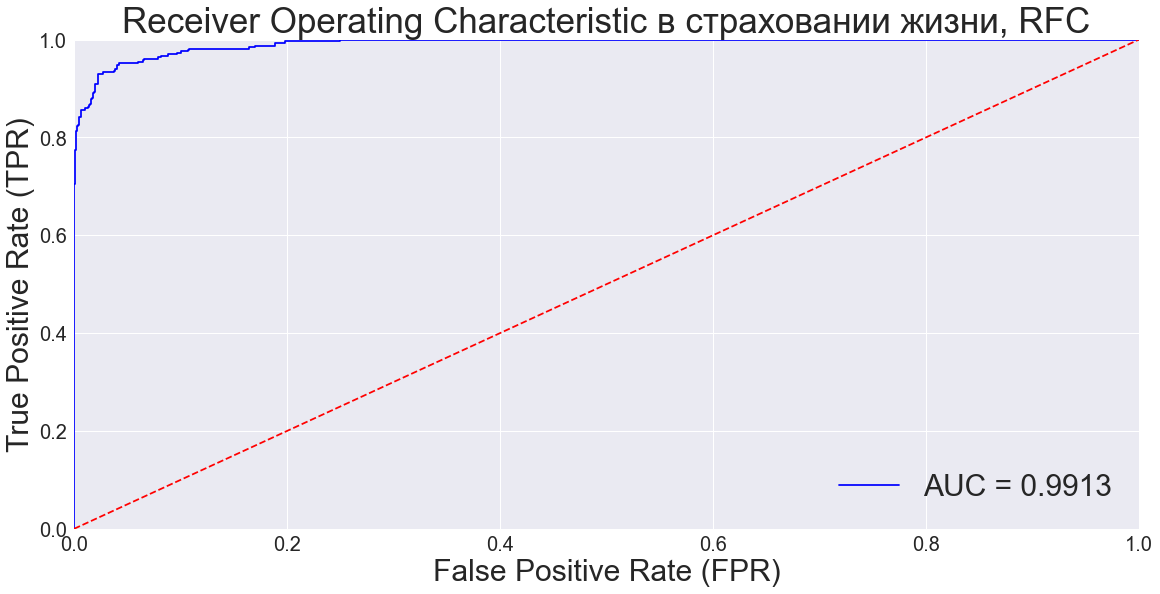 Receiver Operating Characteristic в страховании жизни, RFC
True Positive Rate (TPR)
1.0
0.8
0.6
0.4
0.2
0.0
AUC = 0.9913
0.0 0.2 0.4 0.6 0.8 1.0
False Positive Rate (FPR)